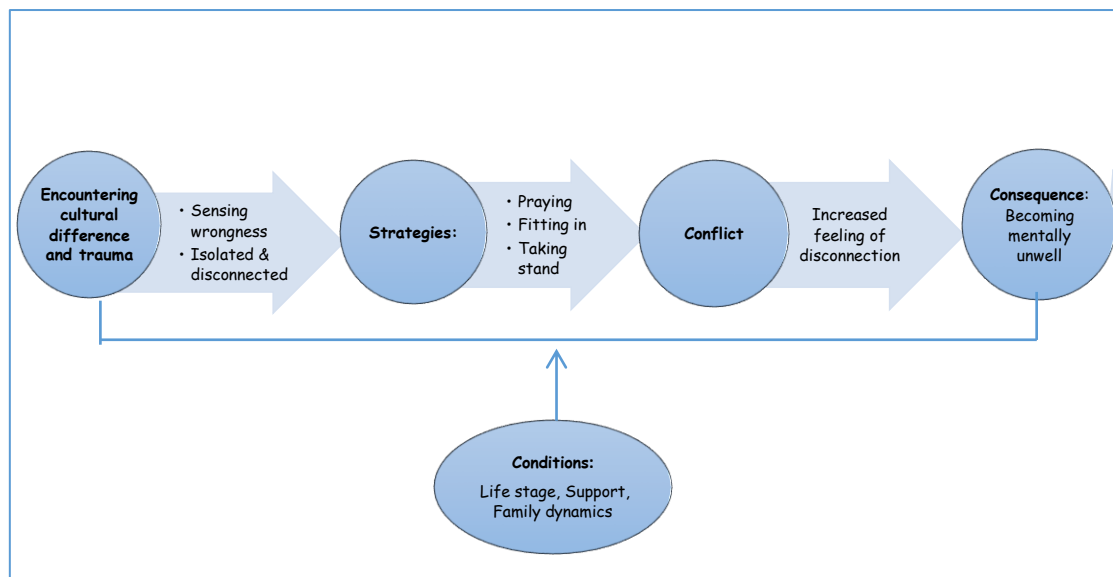 Encountering
cultural
difference
and trauma
• Sensing
wrongness
• Isolated &
disconnected
Strategies:
• Praying
• Fitting in
• Taking
stand
Conflict
Increased
feeling of
disconnection
Consequence:
Becoming
mentally
unwell
Conditions:
Life stage, Support,
Family dynamics